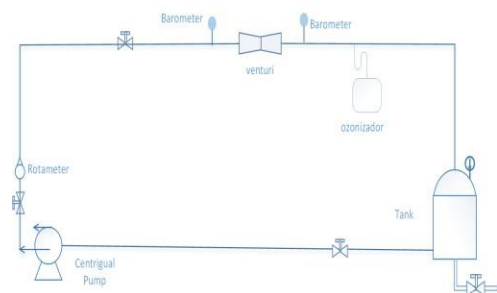 Barometer
Barometer
venturi
ozonizador
Rotameter
Tank
Centrigual
Pump